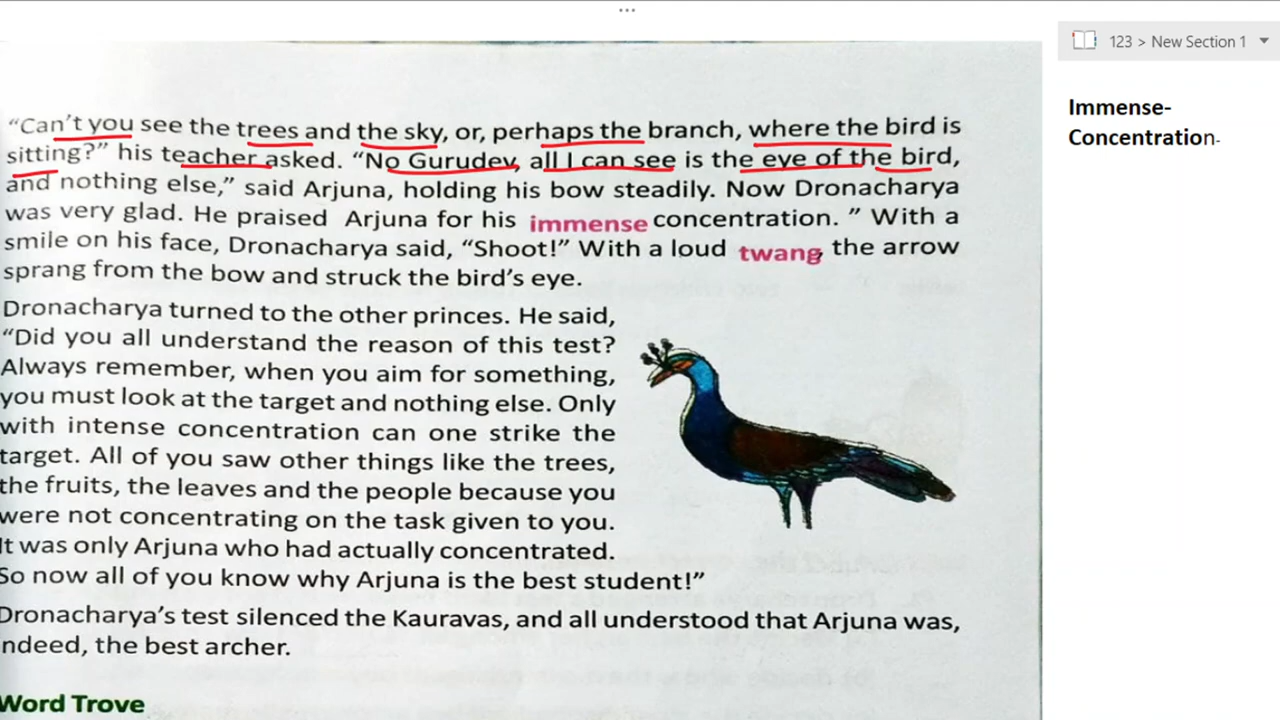 ...
123 > New Section 1
Immense-
Concentration.
“Can’t you see the trees and the sky, or, perhaps the branch, where the bird is
sitting?” his teacher asked. “No Gurudev, all I can see is the eye of the bird,
and nothing else,” said Arjuna, holding his bow steadily. Now Dronacharya
was very glad. He praised Arjuna for his immense concentration. ” With a
smile on his face, Dronacharya said, “Shoot!” With a loud twang, the arrow
sprang from the bow and struck the bird’s eye.
Dronacharya turned to the other princes. He said,
“Did you all understand the reason of this test?
Always remember, when you aim for something,
you must look at the target and nothing else. Only
with intense concentration can one strike the
target. All of you saw other things like the trees,
the fruits, the leaves and the people because you
were not concentrating on the task given to you.
It was only Arjuna who had actually concentrated.
So now all of you know why Arjuna is the best student!”
Dronacharya’s test silenced the Kauravas, and all understood that Arjuna was,
indeed, the best archer.
Word Trove